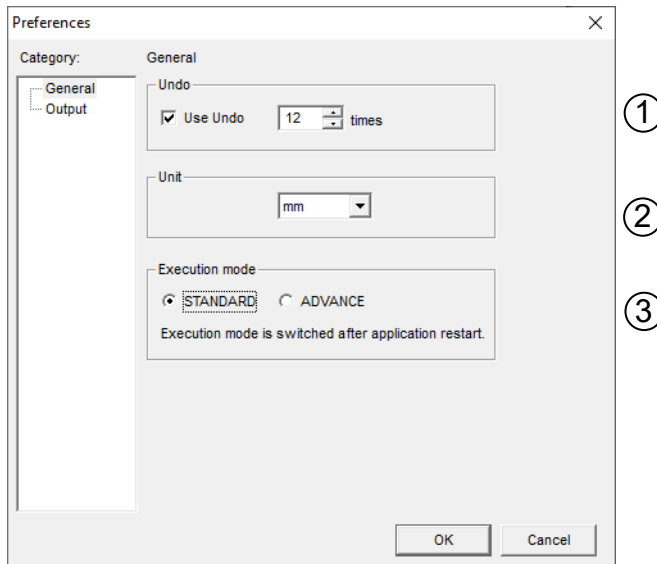 Preferences
Category:
General
General
Output
Undo
Use Undo 12 times
①
Unit
mm
②
Execution mode
STANDARD ADVANCE
Execution mode is switched after application restart.
③
OK Cancel